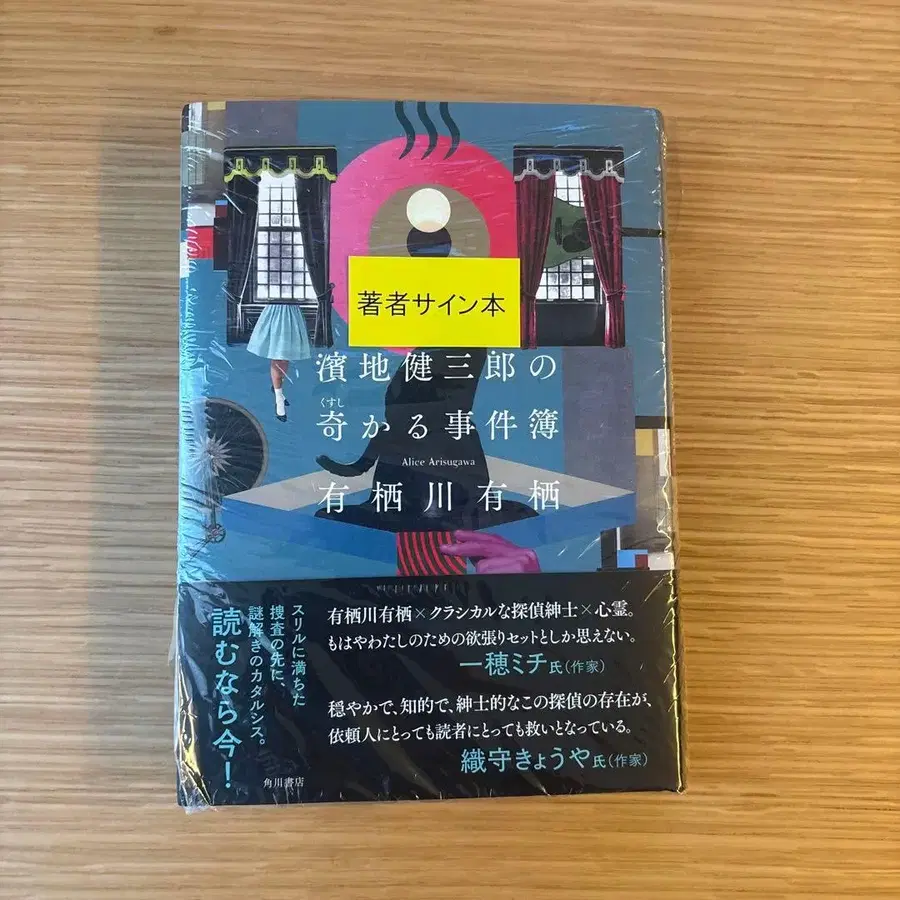 著者サイン本
濱地健三郎の
くすし
奇かる事件簿
Alice Arisugawa
有栖川有栖
有栖川有栖×クラシカルな探偵紳士×心霊。
もはやわたしのための欲張りセットとしか思えない。
一穂ミチ氏(作家)
穏やかで、知的で、紳士的なこの探偵の存在が、
依頼人にとっても読者にとっても救いとなっている。
織守きょうや氏(作家)
スリルに満ちた
捜査の先に、
謎解きのカタルシス。
読むなら今!
角川書店